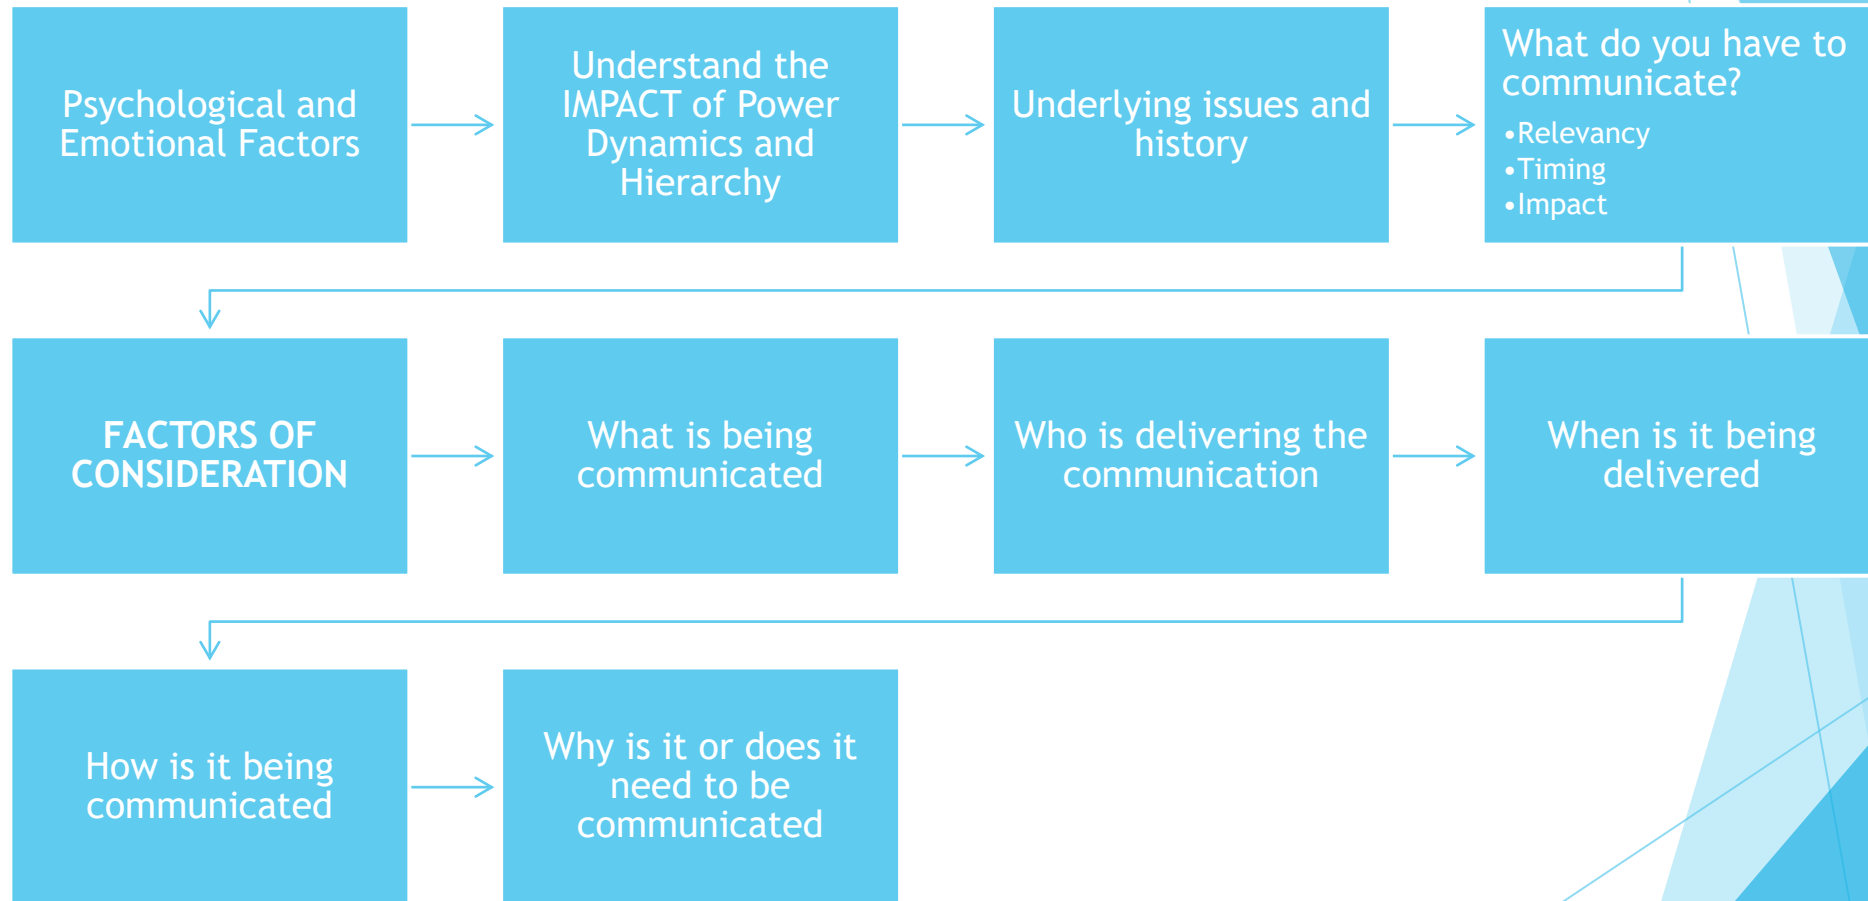 Psychological and
Emotional Factors
Understand the
IMPACT of Power
Dynamics and
Hierarchy
Underlying issues and
history
What do you have to
communicate?
•Relevancy
•Timing
•Impact
FACTORS OF
CONSIDERATION
What is being
communicated
Who is delivering the
communication
When is it being
delivered
How is it being
communicated
Why is it or does it
need to be
communicated